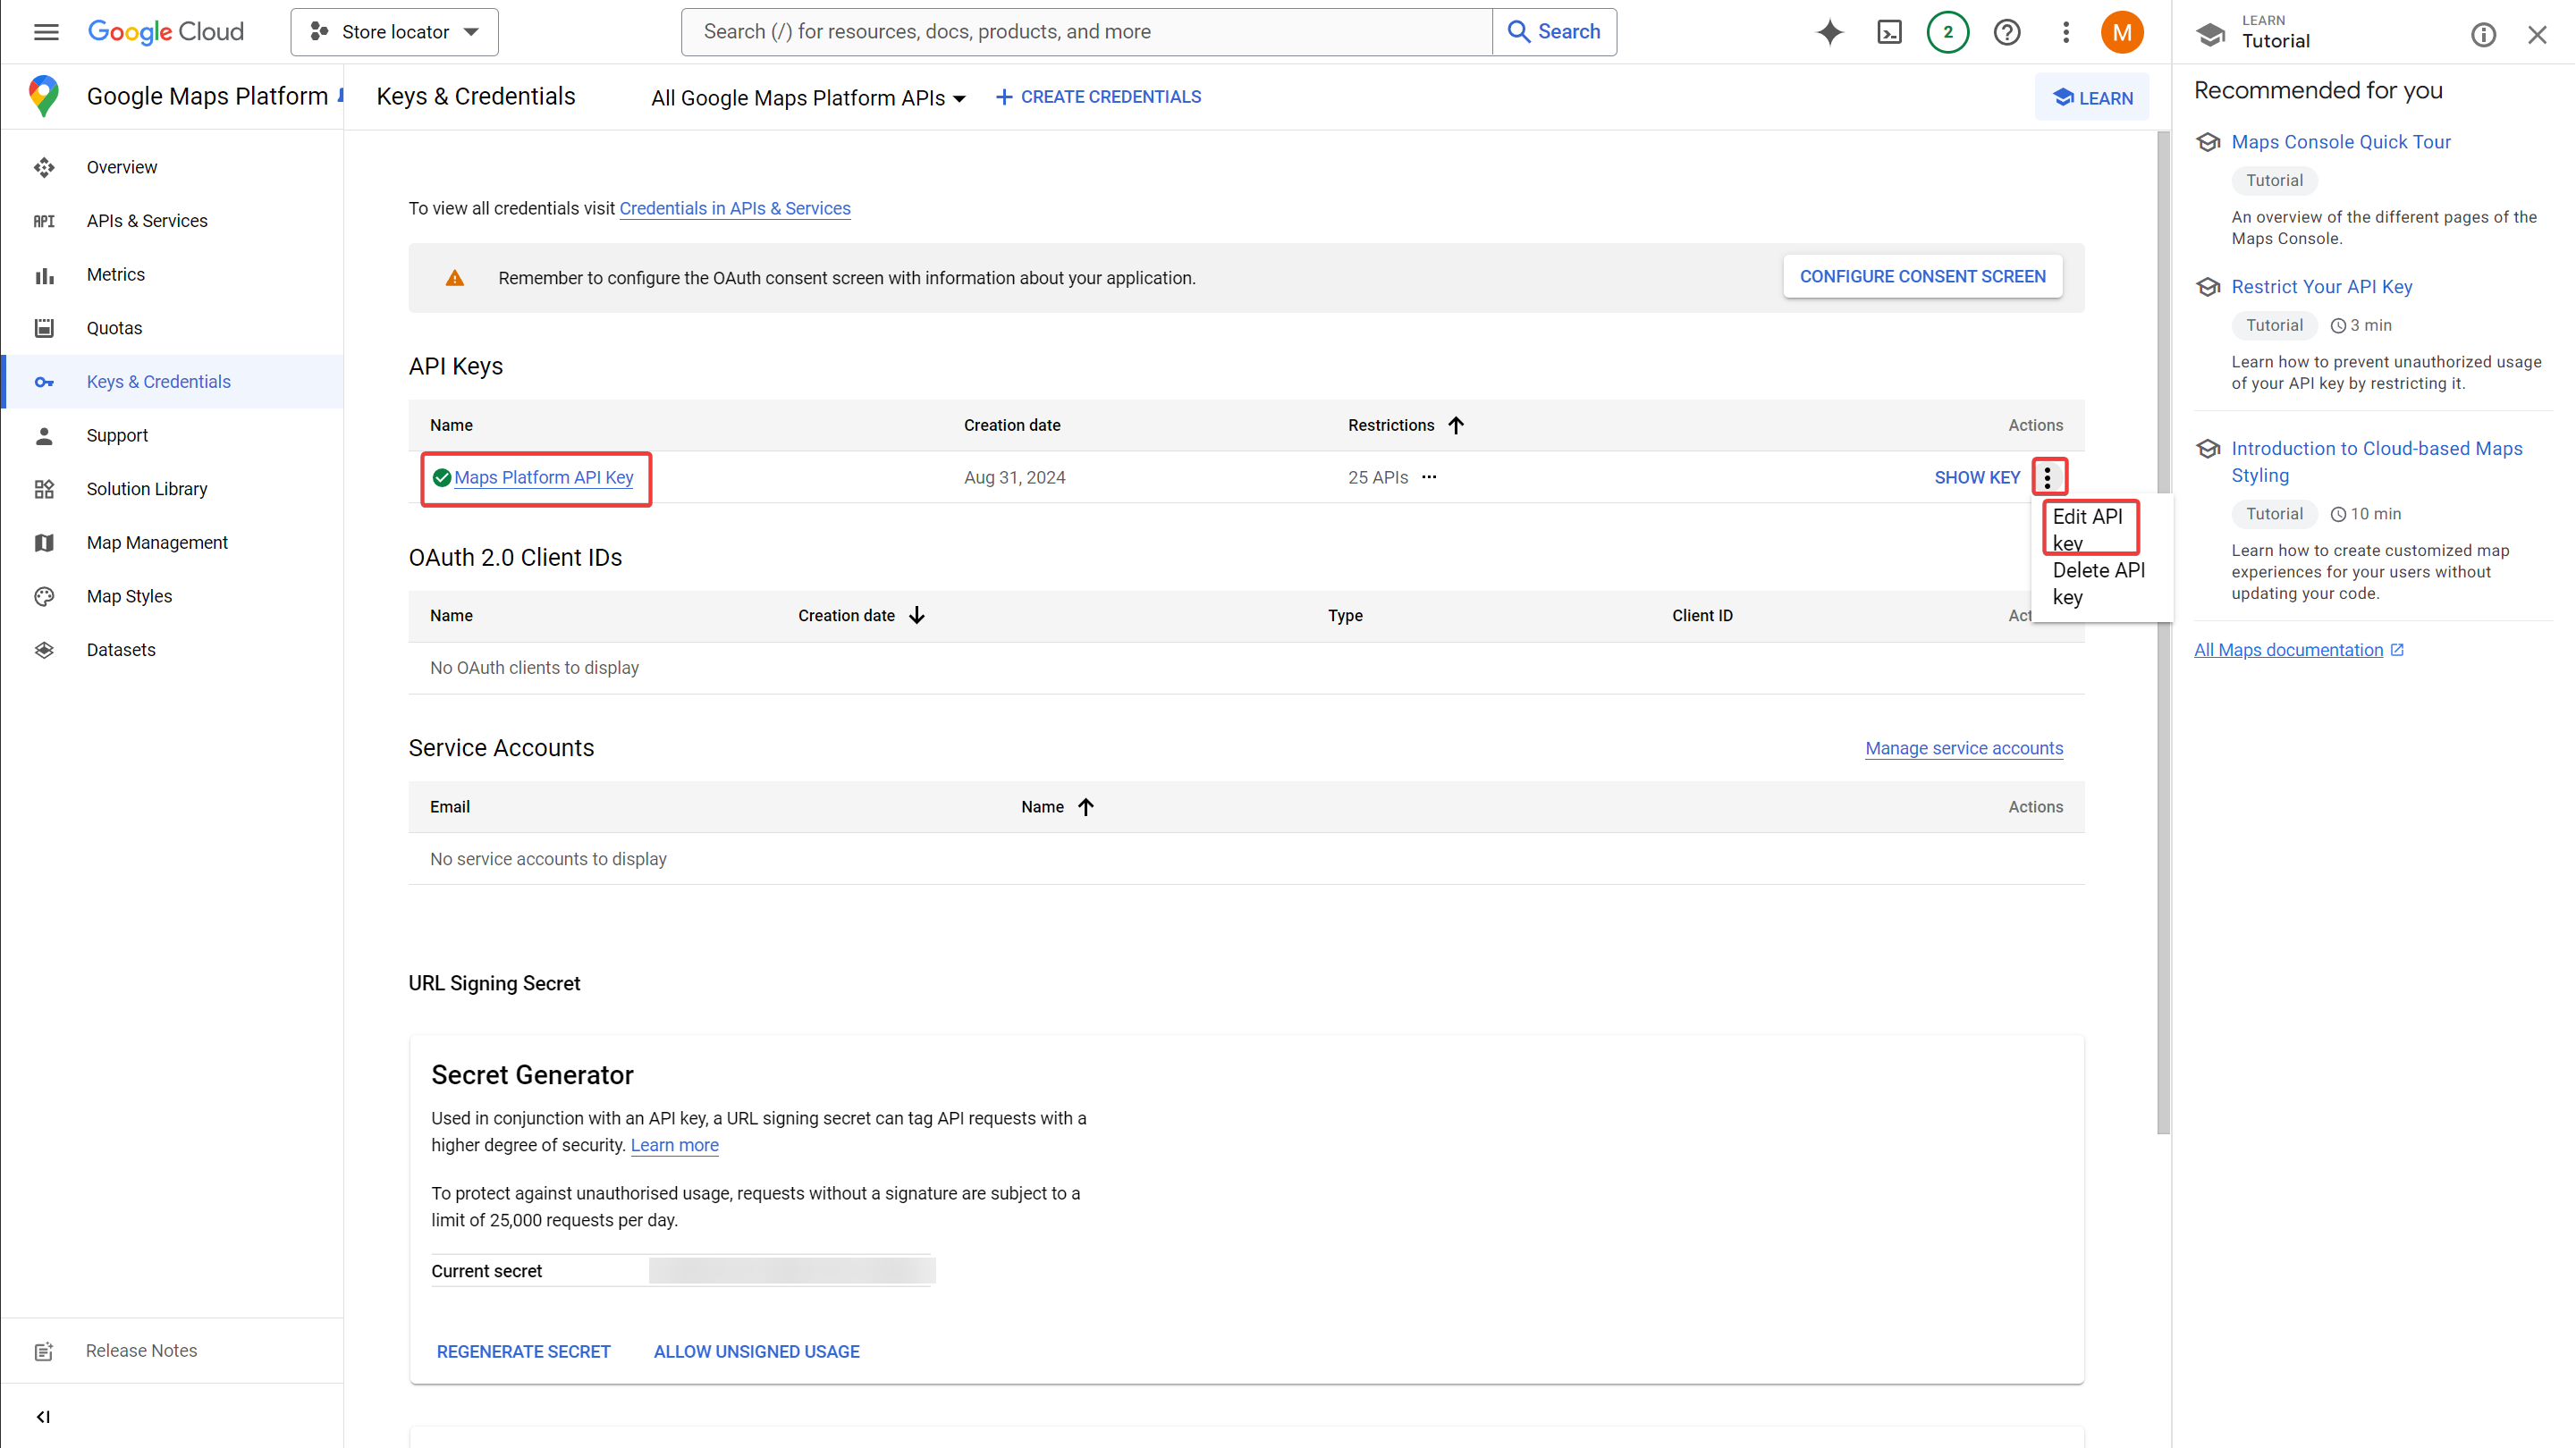 Google Cloud
Store locator
Search (/) for resources, docs, products, and more
Search
2
M
LEARN
Tutorial
Google Maps Platform
Keys & Credentials
All Google Maps Platform APIs
CREATE CREDENTIALS
LEARN
Overview
API
APIs & Services
Metrics
Quotas
Keys & Credentials
Support
Solution Library
Map Management
Map Styles
Datasets
Release Notes
To view all credentials visit Credentials in APIs & Services
Remember to configure the OAuth consent screen with information about your application.
CONFIGURE CONSENT SCREEN
API Keys
Name
Creation date
Restrictions
Actions
Maps Platform API Key
Aug 31, 2024
25 APIs
SHOW KEY
Edit API
key
Delete API
key
OAuth 2.0 Client IDs
Name
Creation date
Type
Client ID
No OAuth clients to display
Service Accounts
Manage service accounts
Email
Name
Actions
No service accounts to display
URL Signing Secret
Secret Generator
Used in conjunction with an API key, a URL signing secret can tag API requests with a
higher degree of security. Learn more
To protect against unauthorised usage, requests without a signature are subject to a
limit of 25,000 requests per day.
Current secret
REGENERATE SECRET
ALLOW UNSIGNED USAGE
Recommended for you
Maps Console Quick Tour
Tutorial
An overview of the different pages of the
Maps Console.
Restrict Your API Key
Tutorial
3 min
Learn how to prevent unauthorized usage
of your API key by restricting it.
Introduction to Cloud-based Maps
Styling
Tutorial
10 min
Learn how to create customized map
experiences for your users without
updating your code.
All Maps documentation